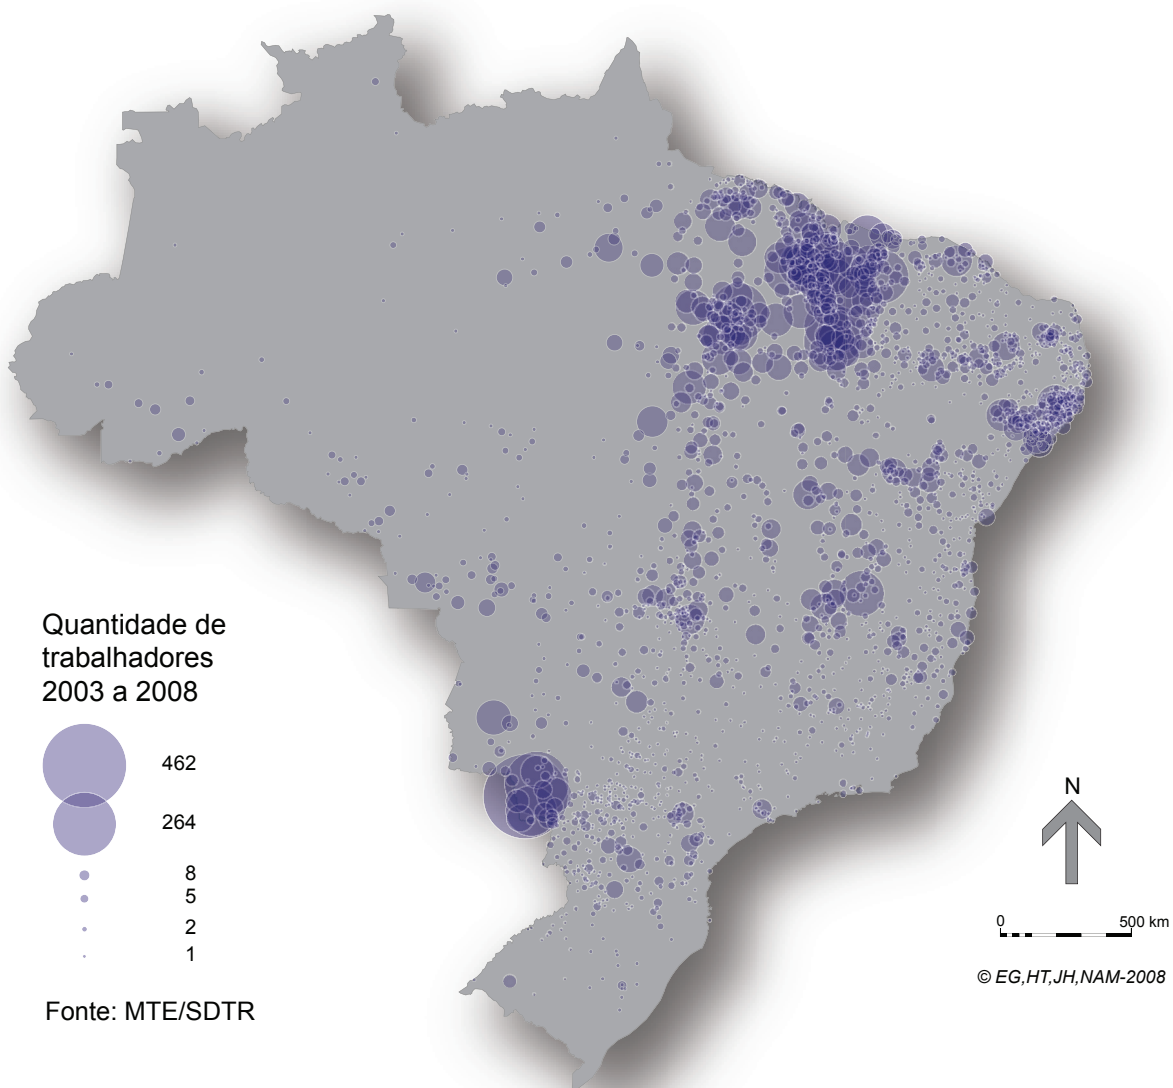 Quantidade de
trabalhadores
2003 a 2008
462
264
8
5
2
1
Fonte: MTE/SDTR
N
0 500 km
© EG,HT,JH,NAM-2008